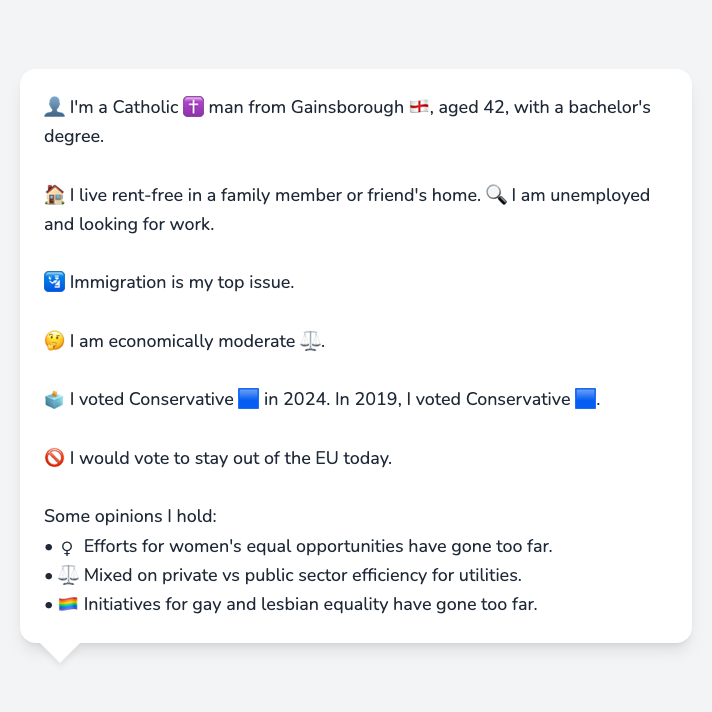 👤 I'm a Catholic ✝️ man from Gainsborough 🏴󠁧󠁢󠁥󠁮󠁧󠁿, aged 42, with a bachelor's
degree.
🏠 I live rent-free in a family member or friend's home. 🔍 I am unemployed
and looking for work.
🛂 Immigration is my top issue.
🤔 I am economically moderate ⚖️.
🗳️ I voted Conservative 🟦 in 2024. In 2019, I voted Conservative 🟦.
🚫 I would vote to stay out of the EU today.
Some opinions I hold:
• ♀ Efforts for women's equal opportunities have gone too far.
• ⚖️ Mixed on private vs public sector efficiency for utilities.
• 🏳️‍🌈 Initiatives for gay and lesbian equality have gone too far.